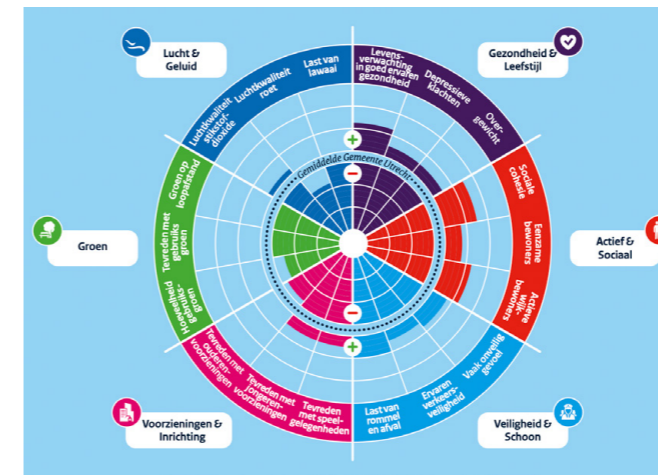 Lucht &
Geluid
Gezondheid &
Leefstijl
Luchtkwaliteit
stikstof-
dioxide
Luchtkwaliteit
roet
Last van
lawaai
Levens-
verwachting
in goed ervaren
gezondheid
Depressieve
klachten
Over-
gewicht
Groen op
loopafstand
+
Gemiddelde Gemeente Utrecht
−
Sociale
cohesie
Groen
Tevreden met
gebruiks
groen
Eenzame
bewoners
Actief &
Sociaal
Hoeveelheid
gebruiks-
groen
Actieve
wijk-
bewoners
−
+
Tevreden met
ouderen-
voorzieningen
Tevreden met
jongeren-
voorzieningen
Tevreden
met speel-
gelegenheden
Last van
rommel
en afval
Ervaren
verkeers-
veiligheid
Vaak onveilig
gevoel
Voorzieningen &
Inrichting
Veiligheid &
Schoon